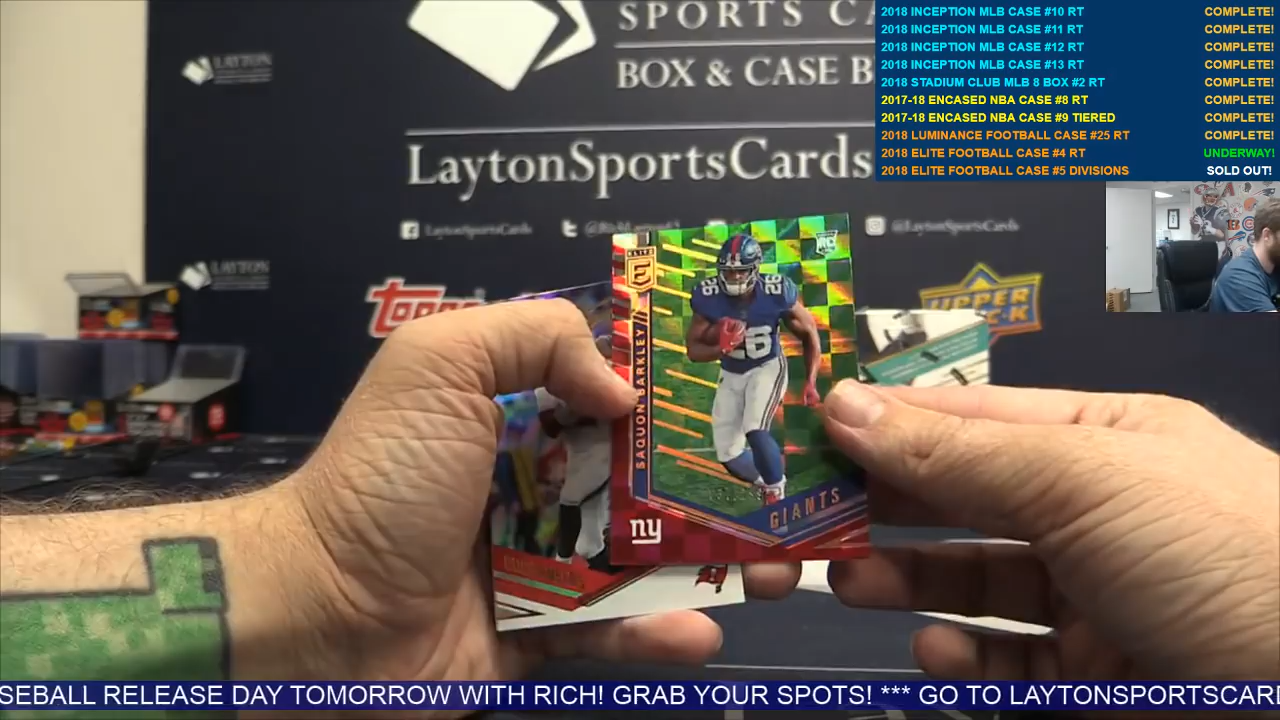 SPORTS CA
BOX & CASE B
LaytonSportsCards
LAYTON
LAYTON
@LaytonSportsCards
Topps
UPPER
2018 INCEPTION MLB CASE #10 RT COMPLETE!
2018 INCEPTION MLB CASE #11 RT COMPLETE!
2018 INCEPTION MLB CASE #12 RT COMPLETE!
2018 INCEPTION MLB CASE #13 RT COMPLETE!
2018 STADIUM CLUB MLB 8 BOX #2 RT COMPLETE!
2017-18 ENCASED NBA CASE #8 RT COMPLETE!
2017-18 ENCASED NBA CASE #9 TIERED COMPLETE!
2018 LUMINANCE FOOTBALL CASE #25 RT COMPLETE!
2018 ELITE FOOTBALL CASE #4 RT UNDERWAY!
2018 ELITE FOOTBALL CASE #5 DIVISIONS SOLD OUT!
ELITE
E
RC
26
26
26
SAQUON BARKLEY
GIANTS
ny
SEBALL RELEASE DAY TOMORROW WITH RICH! GRAB YOUR SPOTS! *** GO TO LAYTONSPORTSCARD